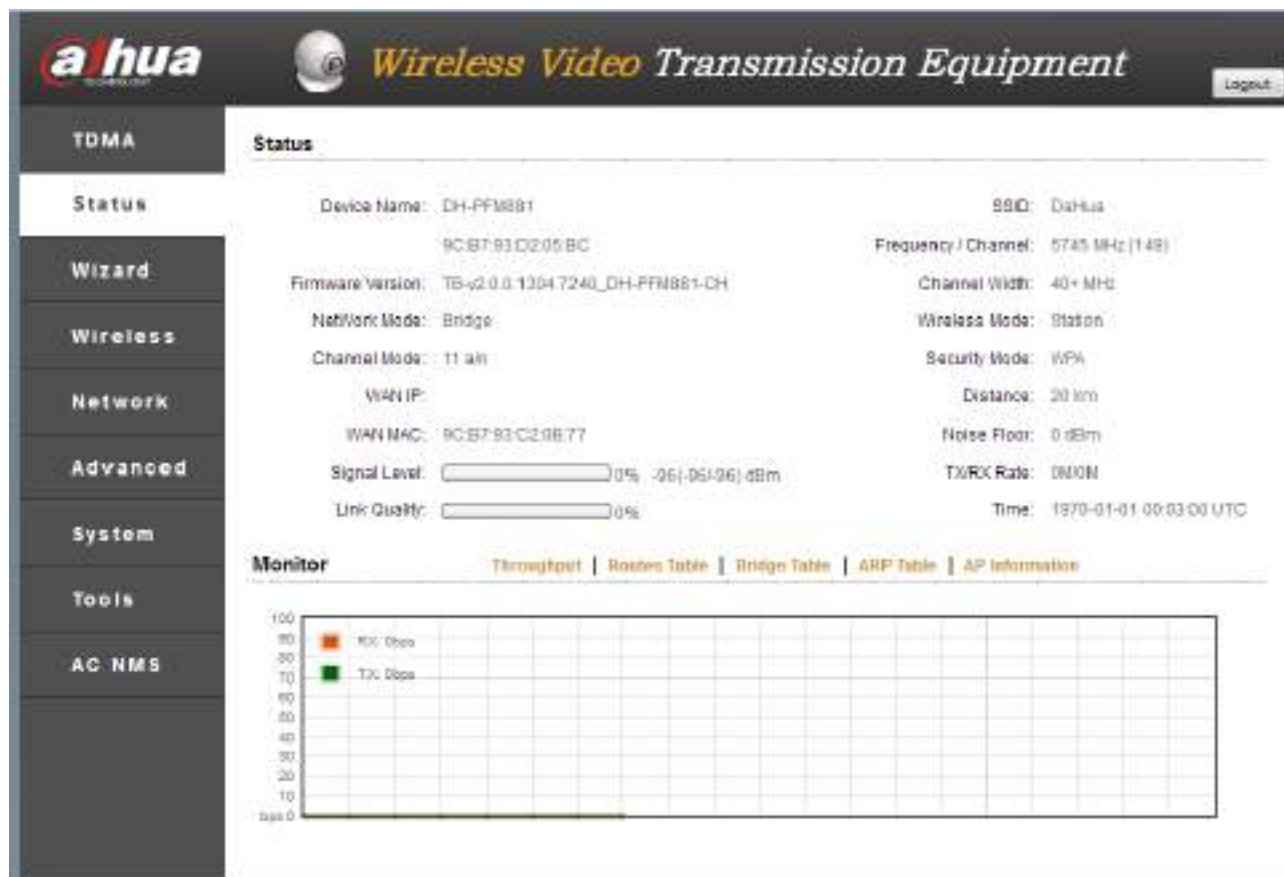 alhua
TECHNOLOGY
IP
Wireless Video Transmission Equipment
Logout
TDMA
Status
Wizard
Wireless
Network
Advanced
System
Tools
AC NMS
Status
Device Name: DH-PFM881
9C:B7:93:D2:05:BC
Firmware Version: TB-v2.0.0.1304.7240_DH-PFM881-CH
NetWork Mode: Bridge
Channel Mode: 11 a/n
WAN IP:
WAN MAC: 9C:B7:93:C2:06:77
Signal Level: 0% -96(-96/-96) dBm
Link Quality: 0%
SSID: DaHua
Frequency / Channel: 5745 MHz (149)
Channel Width: 40+ MHz
Wireless Mode: Station
Security Mode: WPA
Distance: 20 km
Noise Floor: 0 dBm
TX/RX Rate: 0M/0M
Time: 1970-01-01 00:03:00 UTC
Monitor
Throughput | Routes Table | Bridge Table | ARP Table | AP Information
100
90
80
70
60
50
40
30
20
10
bps 0
RX: 0bps
TX: 0bps